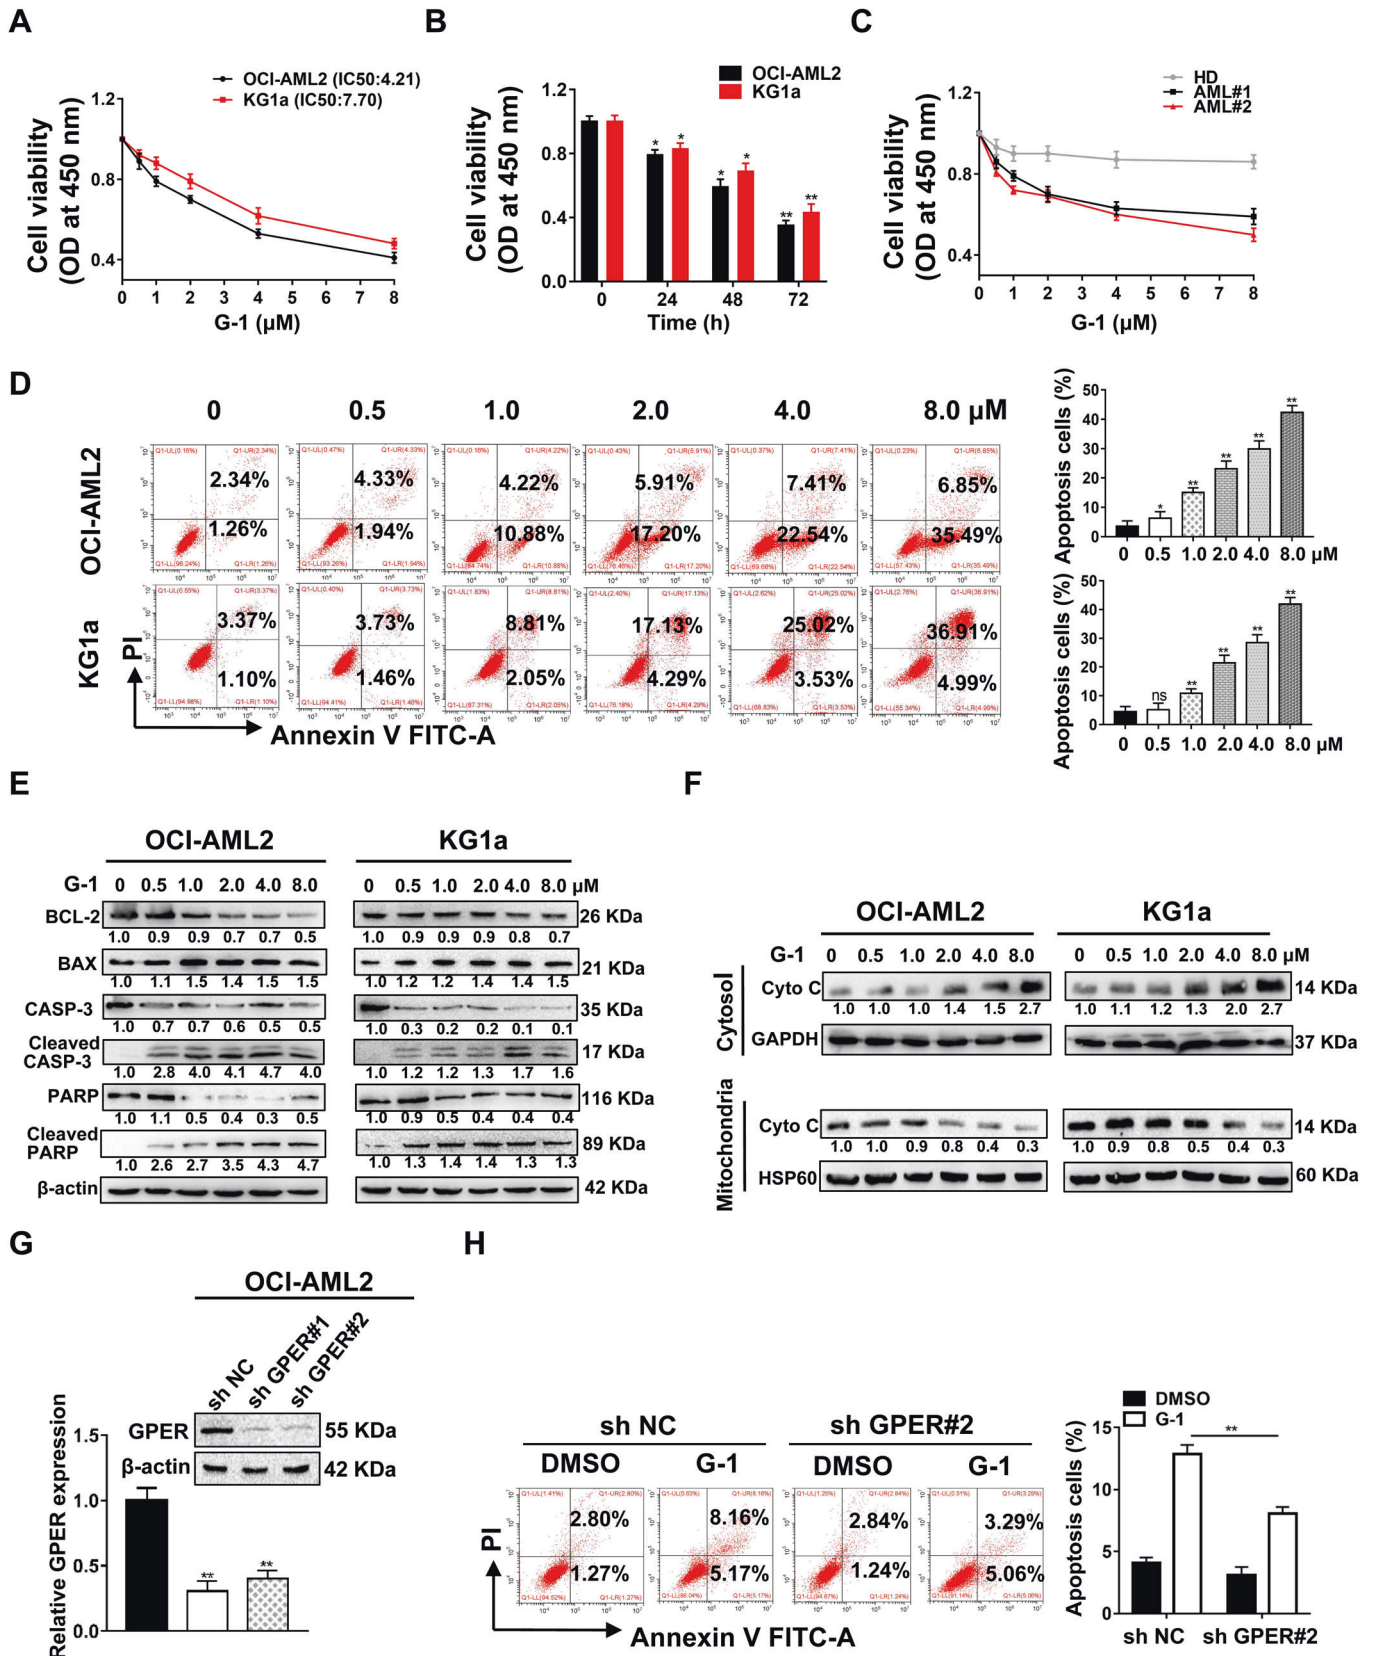 A
OCI-AML2 (IC50:4.21)
KG1a (IC50:7.70)
Cell viability
(OD at 450 nm)
1.2
0.8
0.4
0 1 2 3 4 5 6 7 8
G-1 (µM)
B
OCI-AML2
KG1a
Cell viability
(OD at 450 nm)
1.2
0.8
0.4
0.0
* * * * ** **
0 24 48 72
Time (h)
C
HD
AML#1
AML#2
Cell viability
(OD at 450 nm)
1.2
0.8
0.4
0 1 2 3 4 5 6 7 8
G-1 (µM)
D
0 0.5 1.0 2.0 4.0 8.0 µM
OCI-AML2
2.34% 4.33% 4.22% 5.91% 7.41% 6.85%
1.26% 1.94% 10.88% 17.20% 22.54% 35.49%
KG1a
3.37% 3.73% 8.81% 17.13% 25.02% 36.91%
1.10% 1.46% 2.05% 4.29% 3.53% 4.99%
PI
Annexin V FITC-A
Apoptosis cells (%)
50
40
30
20
10
0
* ** ** ** **
0 0.5 1.0 2.0 4.0 8.0 µM
Apoptosis cells (%)
50
40
30
20
10
0
ns ** ** ** **
0 0.5 1.0 2.0 4.0 8.0 µM
E
OCI-AML2 KG1a
G-1 0 0.5 1.0 2.0 4.0 8.0 0 0.5 1.0 2.0 4.0 8.0 µM
BCL-2 26 KDa
1.0 0.9 0.9 0.7 0.7 0.5 1.0 0.9 0.9 0.9 0.8 0.7
BAX 21 KDa
1.0 1.1 1.5 1.4 1.4 1.5 1.0 1.2 1.2 1.4 1.4 1.4
CASP-3 35 KDa
1.0 0.7 0.7 0.6 0.5 0.5 1.0 0.3 0.2 0.2 0.1 0.1
Cleaved
CASP-3 17 KDa
1.0 2.8 4.0 4.1 4.7 4.0 1.0 1.2 1.2 1.3 1.7 1.6
PARP 116 KDa
1.0 1.1 0.5 0.4 0.3 0.5 1.0 0.9 0.5 0.4 0.4 0.4
Cleaved
PARP 89 KDa
1.0 2.6 2.7 3.5 4.3 4.7 1.0 1.3 1.4 1.4 1.3 1.3
β-actin 42 KDa
F
OCI-AML2 KG1a
G-1 0 0.5 1.0 2.0 4.0 8.0 0 0.5 1.0 2.0 4.0 8.0 µM
Cytosol
Cyto C 14 KDa
1.0 1.0 1.0 1.4 1.5 2.7 1.0 1.1 1.2 1.3 2.0 2.7
GAPDH 37 KDa
Mitochondria
Cyto C 14 KDa
1.0 1.0 0.9 0.8 0.4 0.3 1.0 0.9 0.8 0.5 0.4 0.3
HSP60 60 KDa
G
OCI-AML2
sh NC sh GPER#1 sh GPER#2
GPER 55 KDa
β-actin 42 KDa
Relative GPER expression
1.5
1.0
0.5
0.0
** **
H
sh NC sh GPER#2
DMSO G-1 DMSO G-1
2.80% 8.16% 2.84% 3.29%
1.27% 5.17% 1.24% 5.06%
PI
Annexin V FITC-A
DMSO
G-1
Apoptosis cells (%)
15
10
5
0
**
sh NC sh GPER#2